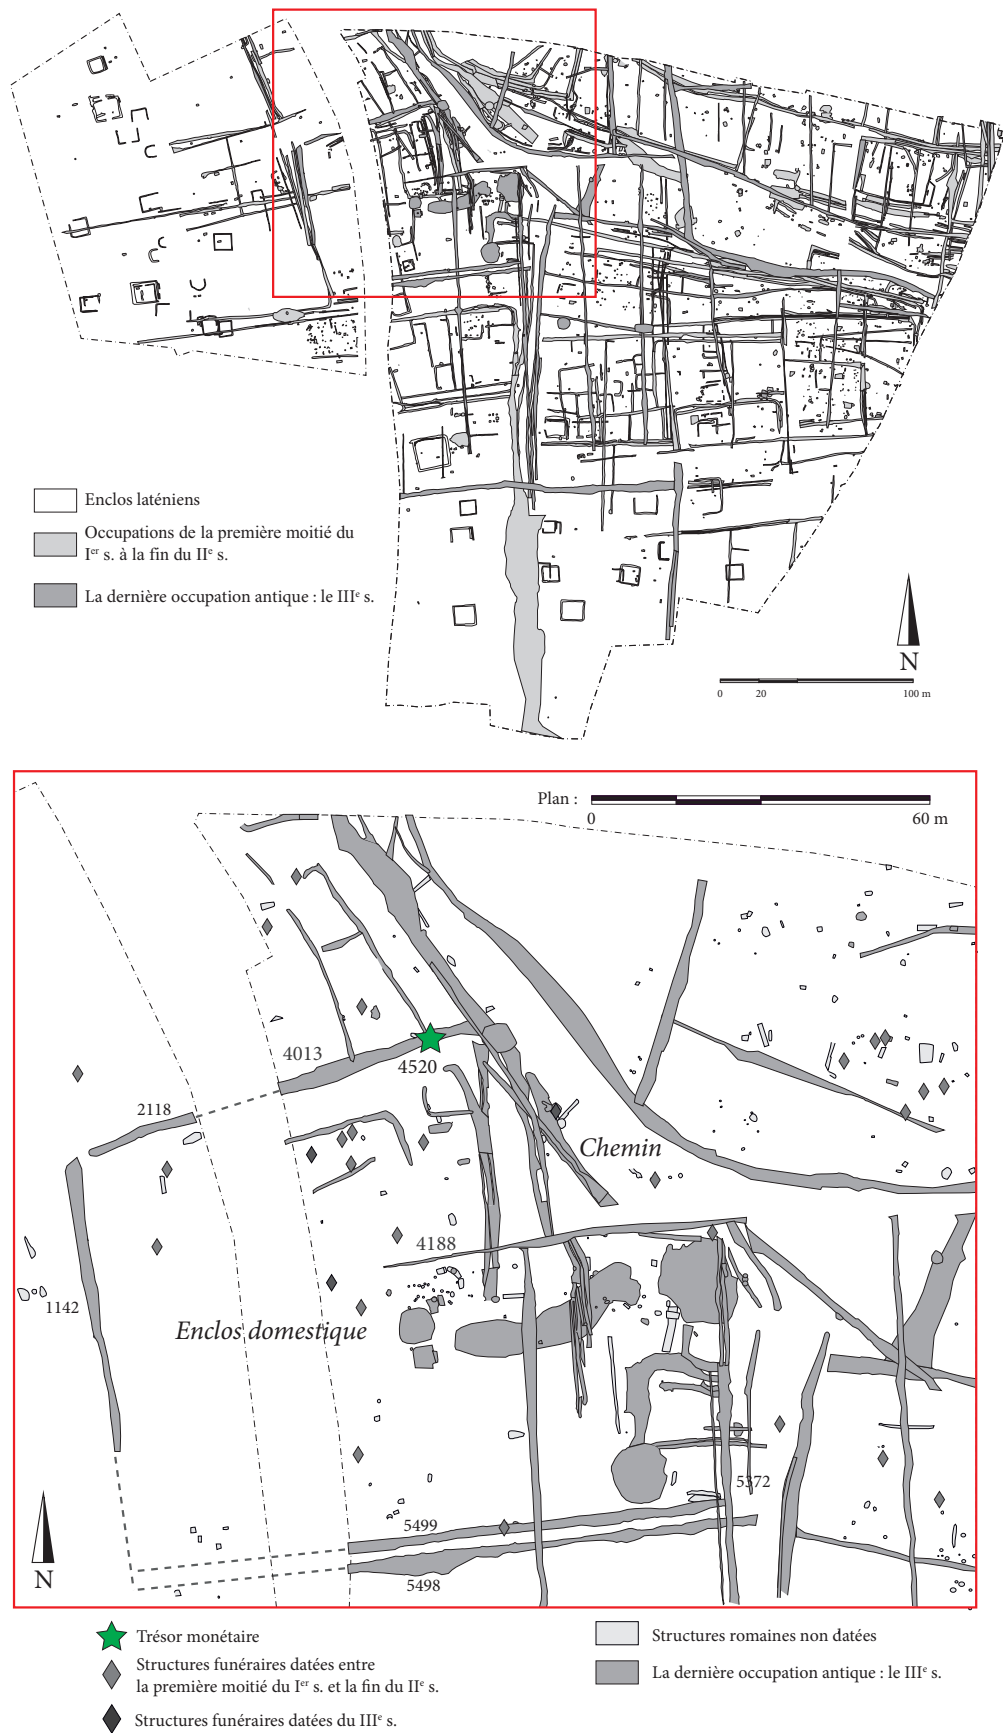 Enclos laténiens
Occupations de la première moitié du
Iᵉʳ s. à la fin du IIᵉ s.
La dernière occupation antique : le IIIᵉ s.
N
0 20 100 m
Plan :
0 60 m
4013
4520
2118
Chemin
4188
1142
Enclos domestique
5372
5499
5498
N
Trésor monétaire
Structures funéraires datées entre
la première moitié du Iᵉʳ s. et la fin du IIᵉ s.
Structures funéraires datées du IIIᵉ s.
Structures romaines non datées
La dernière occupation antique : le IIIᵉ s.